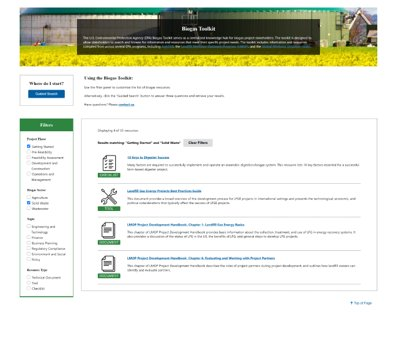 Biogas Toolkit
The U.S. Environmental Protection Agency (EPA) Biogas Toolkit serves as a centralized knowledge hub for biogas project stakeholders. The toolkit is designed to
allow stakeholders to search and browse for information and resources that meet their specific project needs. The toolkit includes information and resources
compiled from across several EPA programs, including
Where do I start?
Guided Search
Using the Biogas Toolkit:
Use the filter panel to customize the list of biogas resources.
Alternatively, click the "Guided Search" button to answer three questions and retrieve your results.
Have questions? Please contact us
Filters
Project Phase
Getting Started
Pre-Feasibility
Feasibility Assessment
Development and
Construction
Operations and
Management
Biogas Sector
Agriculture
Solid Waste
Wastewater
Topic
Engineering and
Technology
Finance
Business Planning
Regulatory Compliance
Environment and Social
Policy
Resource Type
Technical Document
Tool
Checklist
Results matching: "Getting Started" and "Solid Waste"
Clear Filters
10 Keys to Digester Success
Many factors are required to successfully implement and operate an anaerobic digester/biogas system. This resource lists 10 key factors essential for a successful
farm-based digester project.
CHECKLIST
Landfill Gas Energy Projects Best Practices Guide
This document provides a broad overview of the development process for LFGE projects in international settings and presents the technological, economic, and
political considerations that typically affect the success of LFGE projects.
TOOL
LMOP Project Development Handbook, Chapter 1: Landfill Gas Energy Basics
This chapter of LMOP Project Development Handbook provides basic information about the collection, treatment, and use of LFG in energy recovery systems. It
also provides a discussion of the status of LFG in the US, the benefits of LFG, and general steps to develop LFG projects.
DOCUMENT
LMOP Project Development Handbook, Chapter 6: Evaluating and Working with Project Partners
This chapter of LMOP Project Development Handbook describes the roles of project partners during project development and outlines how landfill owners can
identify and evaluate partners.
DOCUMENT
Top of Page